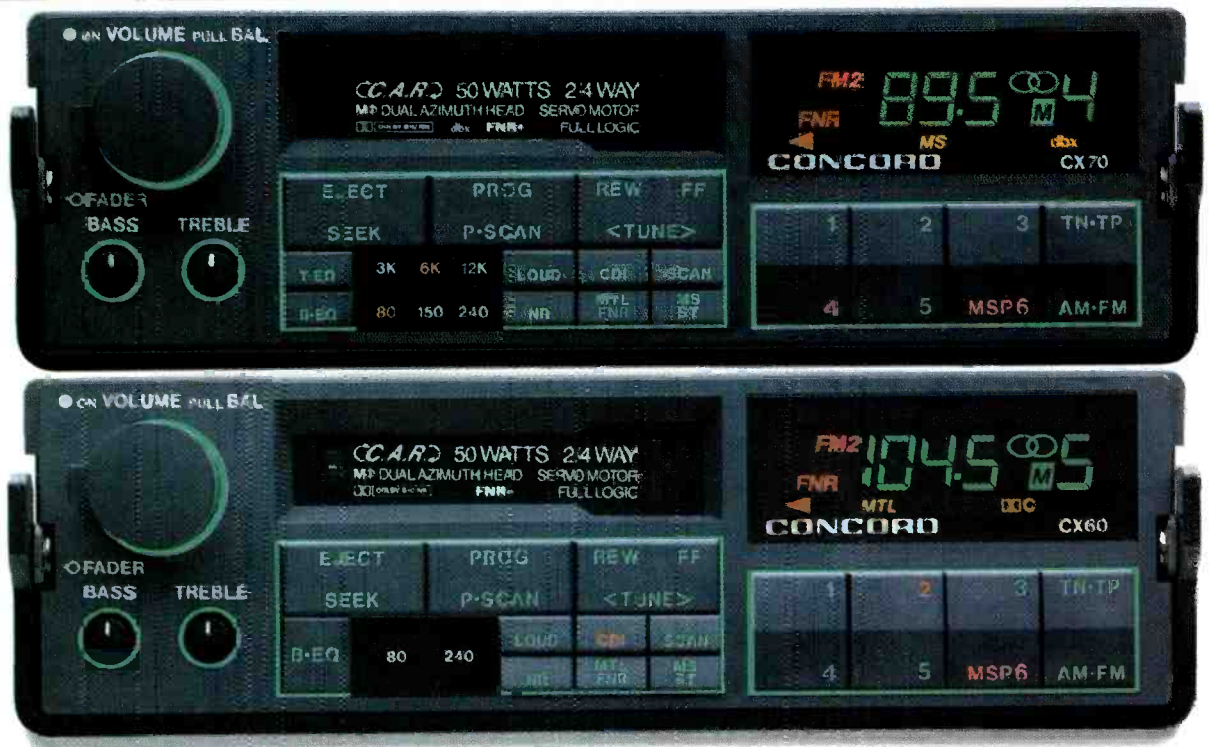 ON VOLUME PULL BAL
C.C.A.R.D 50 WATTS 2/4 WAY
DUAL AZIMUTH HEAD SERVO MOTOR
dbx FNR+ FULL LOGIC
FM2 89.5 M 4
FNR
MS dbx
CONCORD CX70
FADER
BASS TREBLE
EJECT PROG REW FF
SEEK P•SCAN <TUNE>
T-EQ 3K 6K 12K LOUD CDI SCAN
B-EQ 80 150 240 NR MTL FNR MS ST
1 2 3 TN•TP
4 5 MSP6 AM•FM
ON VOLUME PULL BAL
C.C.A.R.D 50 WATTS 2/4 WAY
DUAL AZIMUTH HEAD SERVO MOTOR
FNR+ FULL LOGIC
FM2 104.5 M 5
FNR
MTL C
CONCORD CX60
FADER
BASS TREBLE
EJECT PROG REW FF
SEEK P•SCAN <TUNE>
B•EQ 80 240 LOUD CDI SCAN
NR MTL FNR MS ST
1 2 3 TN•TP
4 5 MSP6 AM•FM